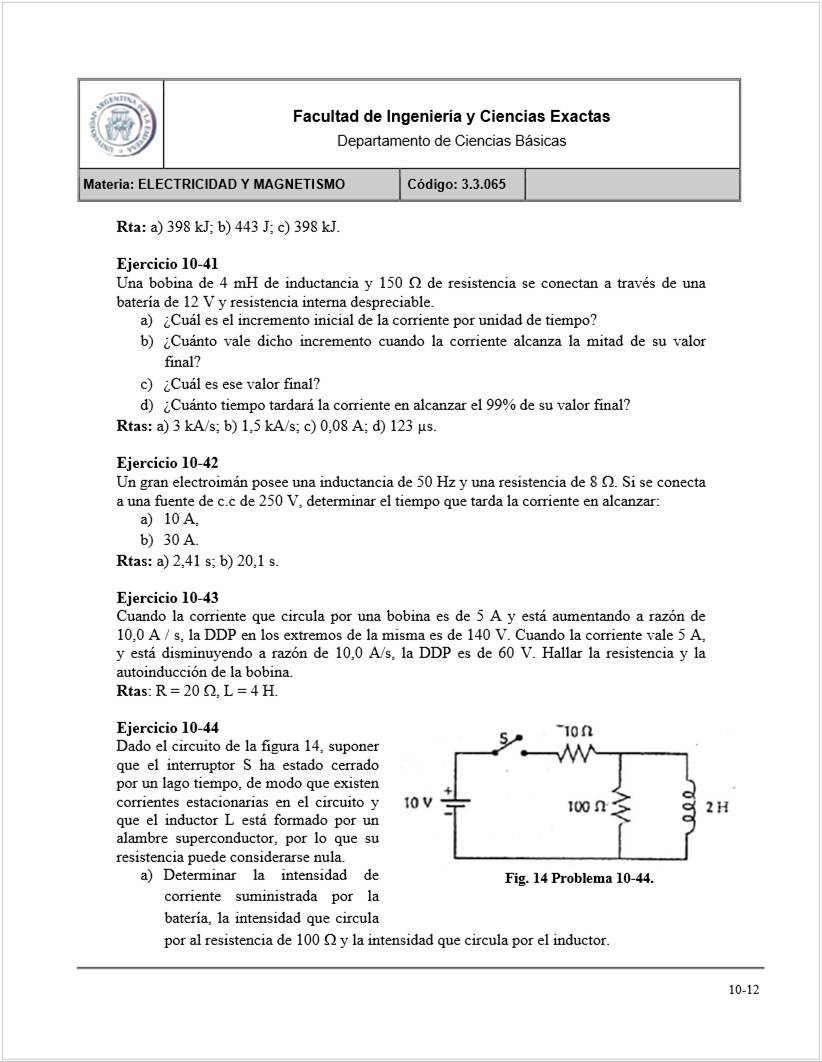 Facultad de Ingeniería y Ciencias Exactas
Departamento de Ciencias Básicas
Materia: ELECTRICIDAD Y MAGNETISMO Código: 3.3.065
Rta: a) 398 kJ; b) 443 J; c) 398 kJ.
Ejercicio 10-41
Una bobina de 4 mH de inductancia y 150 Ω de resistencia se conectan a través de una
batería de 12 V y resistencia interna despreciable.
a) ¿Cuál es el incremento inicial de la corriente por unidad de tiempo?
b) ¿Cuánto vale dicho incremento cuando la corriente alcanza la mitad de su valor
final?
c) ¿Cuál es ese valor final?
d) ¿Cuánto tiempo tardará la corriente en alcanzar el 99% de su valor final?
Rtas: a) 3 kA/s; b) 1,5 kA/s; c) 0,08 A; d) 123 µs.
Ejercicio 10-42
Un gran electroimán posee una inductancia de 50 Hz y una resistencia de 8 Ω. Si se conecta
a una fuente de c.c de 250 V, determinar el tiempo que tarda la corriente en alcanzar:
a) 10 A,
b) 30 A.
Rtas: a) 2,41 s; b) 20,1 s.
Ejercicio 10-43
Cuando la corriente que circula por una bobina es de 5 A y está aumentando a razón de
10,0 A / s, la DDP en los extremos de la misma es de 140 V. Cuando la corriente vale 5 A,
y está disminuyendo a razón de 10,0 A/s, la DDP es de 60 V. Hallar la resistencia y la
autoinducción de la bobina.
Rtas: R = 20 Ω, L = 4 H.
Ejercicio 10-44
Dado el circuito de la figura 14, suponer
que el interruptor S ha estado cerrado
por un lago tiempo, de modo que existen
corrientes estacionarias en el circuito y
que el inductor L está formado por un
alambre superconductor, por lo que su
resistencia puede considerarse nula.
a) Determinar la intensidad de
corriente suministrada por la
batería, la intensidad que circula
por al resistencia de 100 Ω y la intensidad que circula por el inductor.
S
10 Ω
10 V
+
−
100 Ω
2 H
Fig. 14 Problema 10-44.
10-12